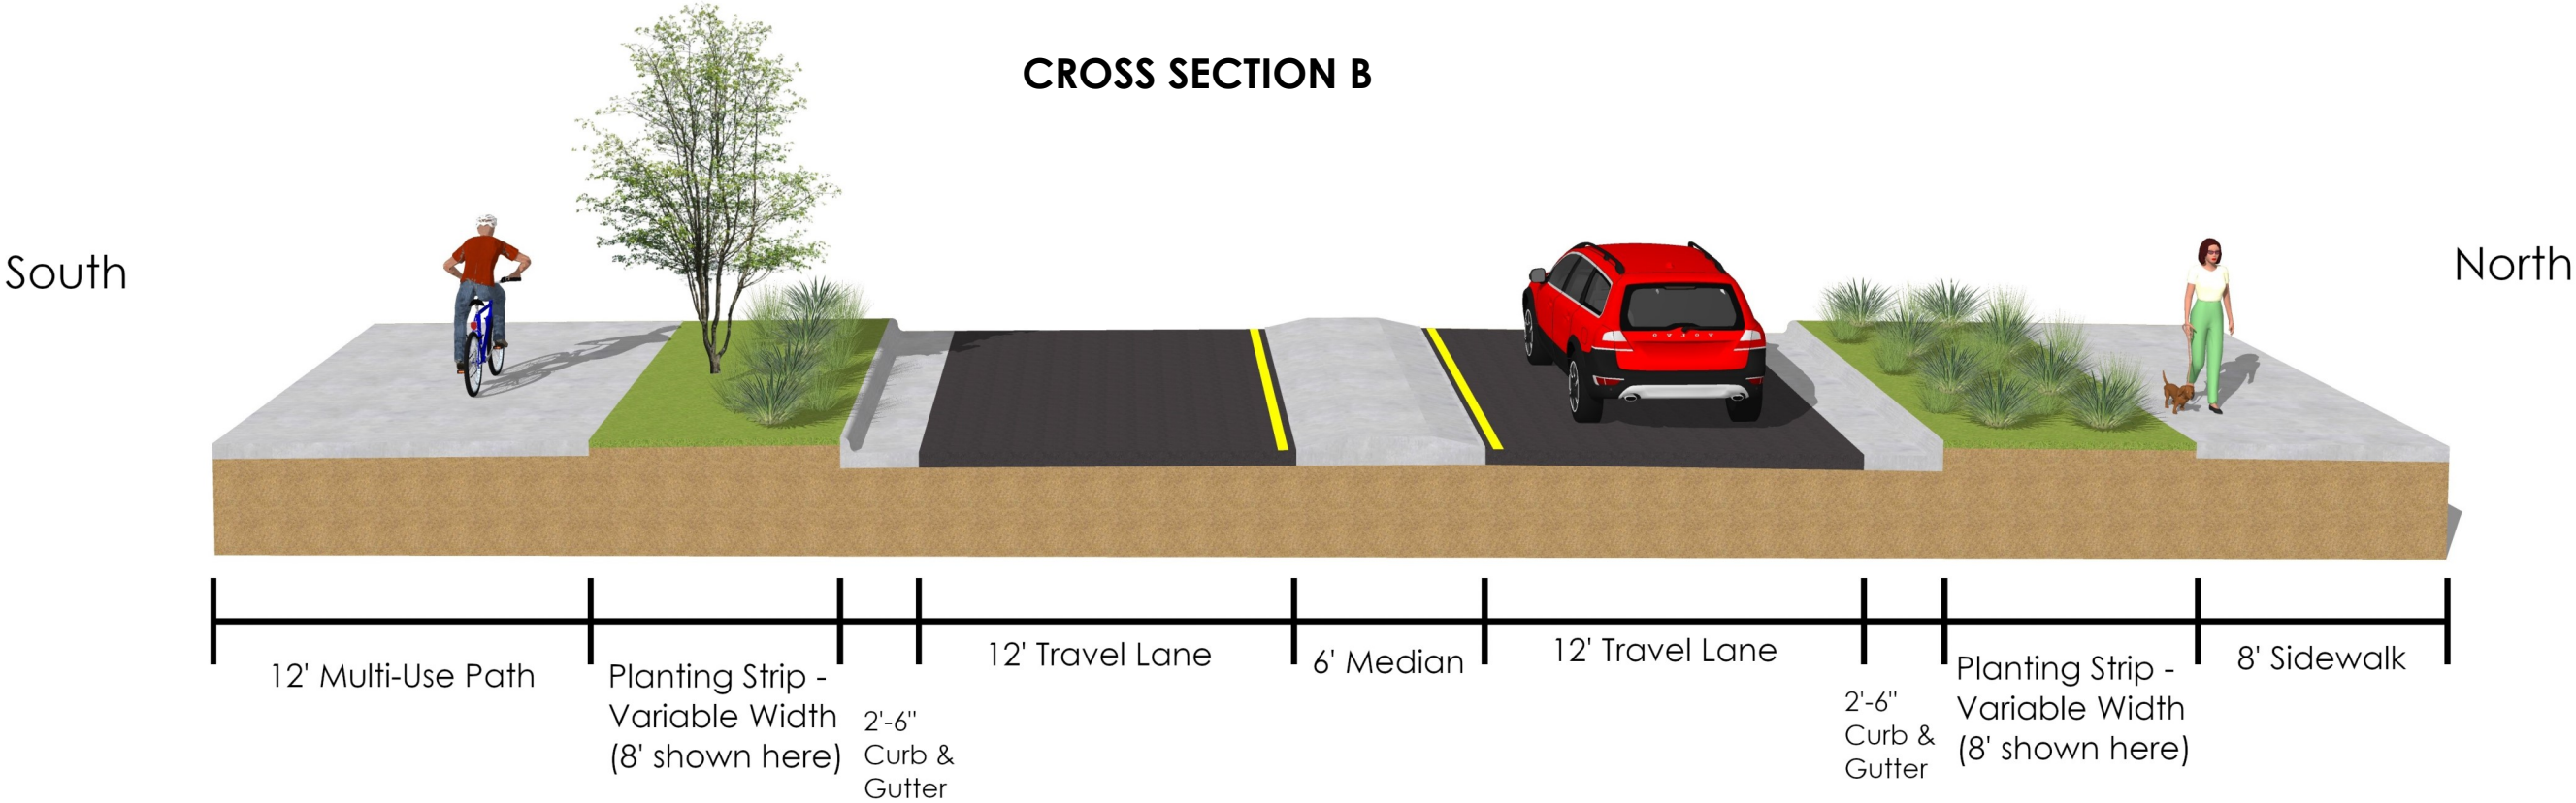 CROSS SECTION B
South
North
12' Multi-Use Path
Planting Strip -
Variable Width
(8' shown here)
2'-6"
Curb &
Gutter
12' Travel Lane
6' Median
12' Travel Lane
2'-6"
Curb &
Gutter
Planting Strip -
Variable Width
(8' shown here)
8' Sidewalk